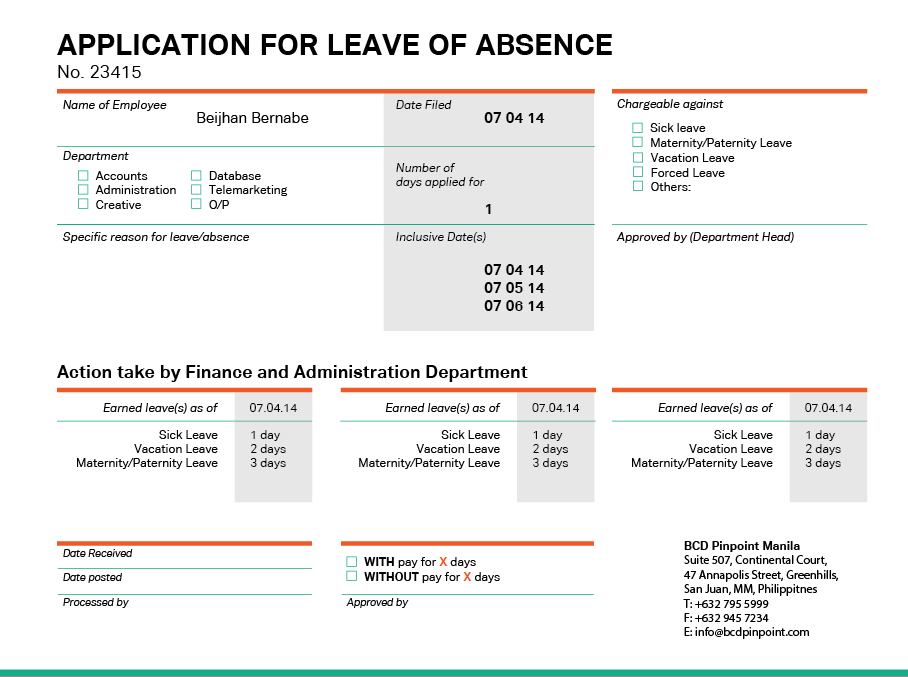 APPLICATION FOR LEAVE OF ABSENCE
No. 23415
Name of Employee
Beijhan Bernabe
Date Filed
07 04 14
Chargeable against
Sick leave
Maternity/Paternity Leave
Vacation Leave
Forced Leave
Others:
Department
Accounts
Administration
Creative
Database
Telemarketing
O/P
Number of
days applied for
1
Specific reason for leave/absence
Inclusive Date(s)
07 04 14
07 05 14
07 06 14
Approved by (Department Head)
Action take by Finance and Administration Department
Earned leave(s) as of 07.04.14
Sick Leave 1 day
Vacation Leave 2 days
Maternity/Paternity Leave 3 days
Earned leave(s) as of 07.04.14
Sick Leave 1 day
Vacation Leave 2 days
Maternity/Paternity Leave 3 days
Earned leave(s) as of 07.04.14
Sick Leave 1 day
Vacation Leave 2 days
Maternity/Paternity Leave 3 days
Date Received
Date posted
Processed by
WITH pay for X days
WITHOUT pay for X days
Approved by
BCD Pinpoint Manila
Suite 507, Continental Court,
47 Annapolis Street, Greenhills,
San Juan, MM, Philippitnes
T: +632 795 5999
F: +632 945 7234
E: info@bcdpinpoint.com